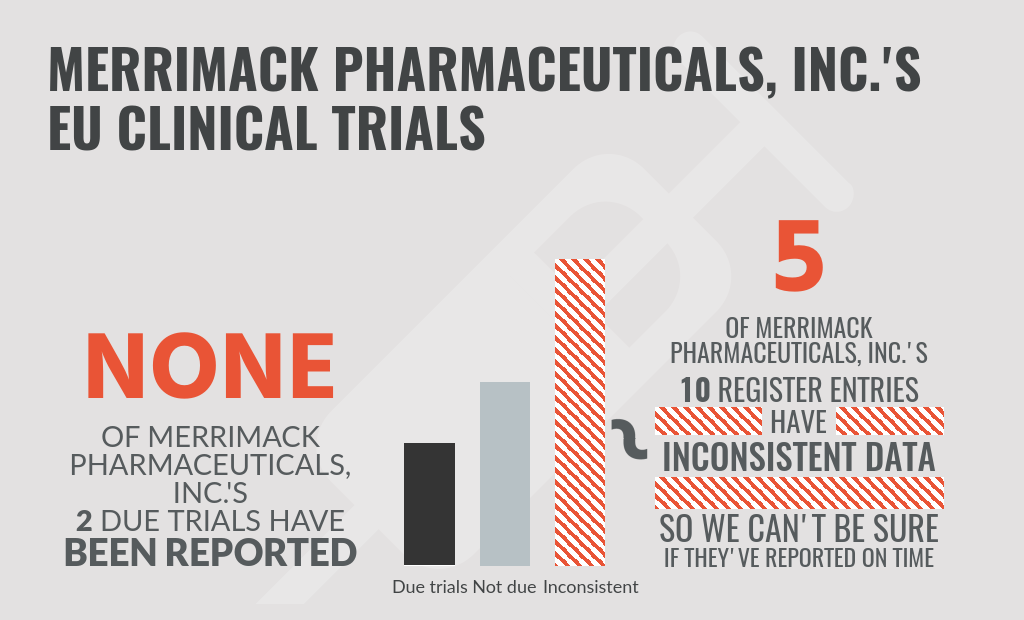 MERRIMACK PHARMACEUTICALS, INC.'S
EU CLINICAL TRIALS
NONE
OF MERRIMACK
PHARMACEUTICALS,
INC.'S
2 DUE TRIALS HAVE
BEEN REPORTED
Due trials Not due Inconsistent
5
OF MERRIMACK
PHARMACEUTICALS, INC.'S
10 REGISTER ENTRIES
HAVE
INCONSISTENT DATA
SO WE CAN'T BE SURE
IF THEY'VE REPORTED ON TIME